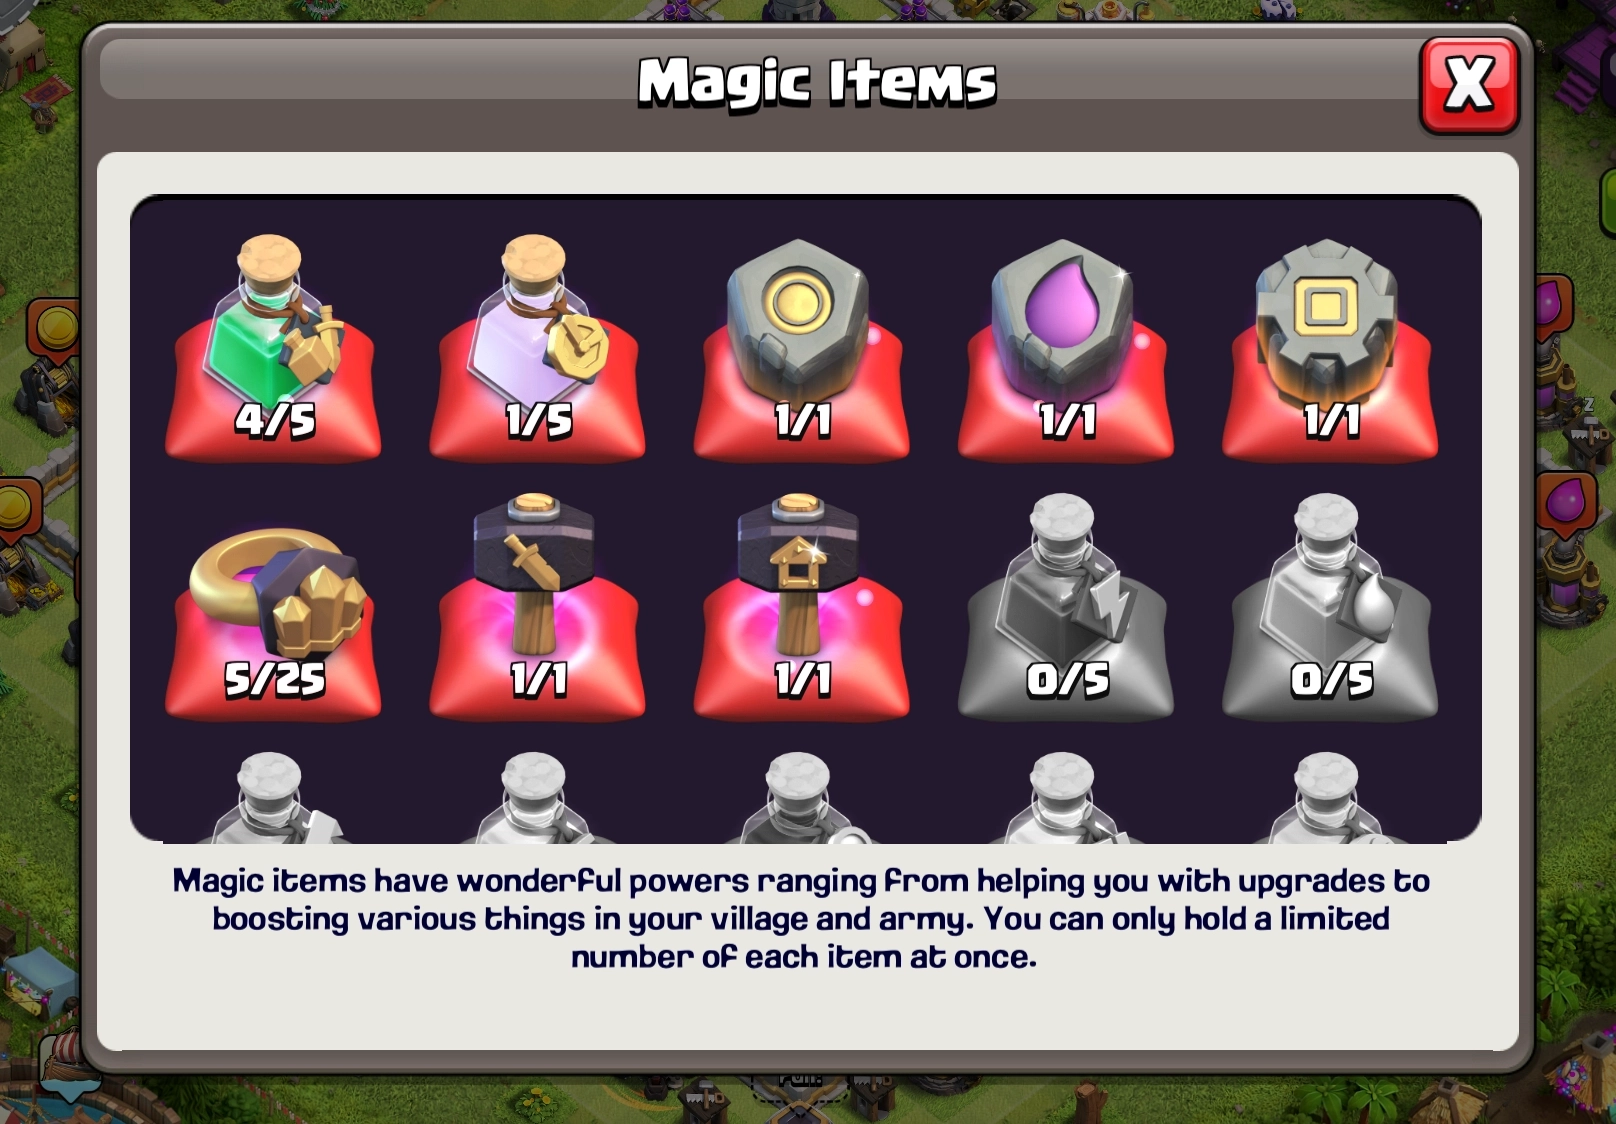 Magic Items
X
4/5
1/5
1/1
1/1
1/1
5/25
1/1
1/1
0/5
0/5
Magic items have wonderful powers ranging from helping you with upgrades to
boosting various things in your village and army. You can only hold a limited
number of each item at once.